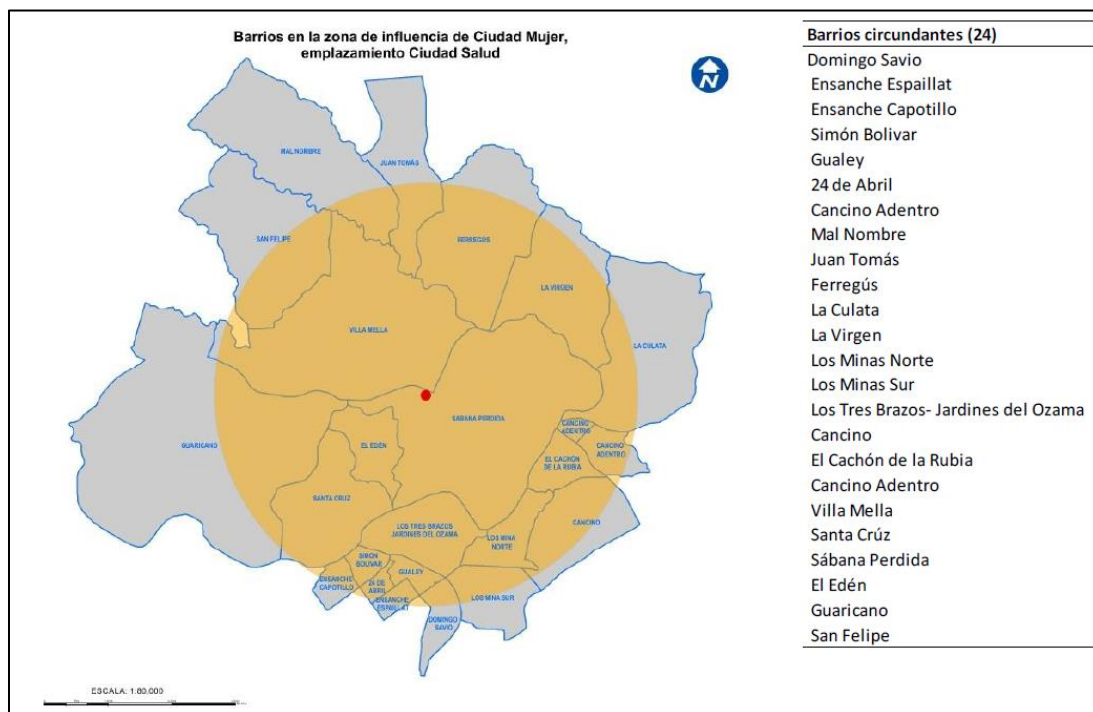 Barrios en la zona de influencia de Ciudad Mujer,
emplazamiento Ciudad Salud
N
MAL NOMBRE
JUAN TOMÁS
SAN FELIPE
FERREGOS
LA VIRGEN
VILLA MELLA
LA CULATA
SABANA PERDIDA
GUARICANO
EL EDÉN
CANCINO
ADENTRO
CANCINO
ADENTRO
EL CACHÓN
DE LA RUBIA
SANTA CRUZ
LOS TRES BRAZOS
JARDINES DEL OZAMA
LOS MINA
NORTE
CANCINO
SIMÓN
BOLIVAR
GUALEY
ENSANCHE
CAPOTILLO
24 DE
ABRIL
ENSANCHE
ESPAILLAT
LOS MINA SUR
DOMINGO
SAVIO
ESCALA: 1:60,000
Barrios circundantes (24)
Domingo Savio
Ensanche Espaillat
Ensanche Capotillo
Simón Bolivar
Gualey
24 de Abril
Cancino Adentro
Mal Nombre
Juan Tomás
Ferregús
La Culata
La Virgen
Los Minas Norte
Los Minas Sur
Los Tres Brazos- Jardines del Ozama
Cancino
El Cachón de la Rubia
Cancino Adentro
Villa Mella
Santa Crúz
Sábana Perdida
El Edén
Guaricano
San Felipe